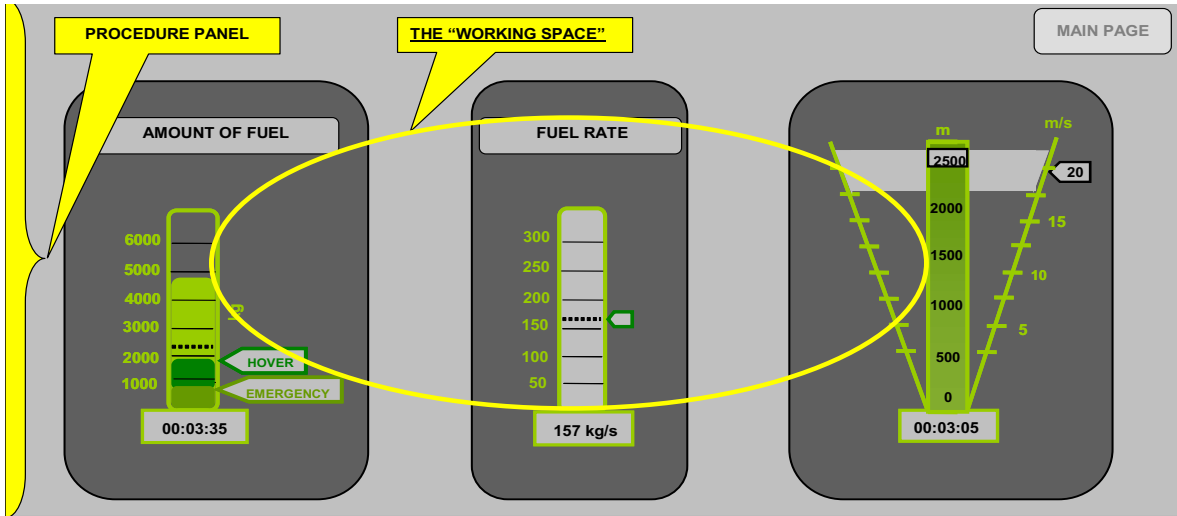 PROCEDURE PANEL
THE “WORKING SPACE”
MAIN PAGE
AMOUNT OF FUEL
6000
5000
4000
3000
2000
1000
HOVER
EMERGENCY
00:03:35
FUEL RATE
300
250
200
150
100
50
157 kg/s
m
m/s
2500
20
2000
15
1500
10
1000
5
500
0
00:03:05